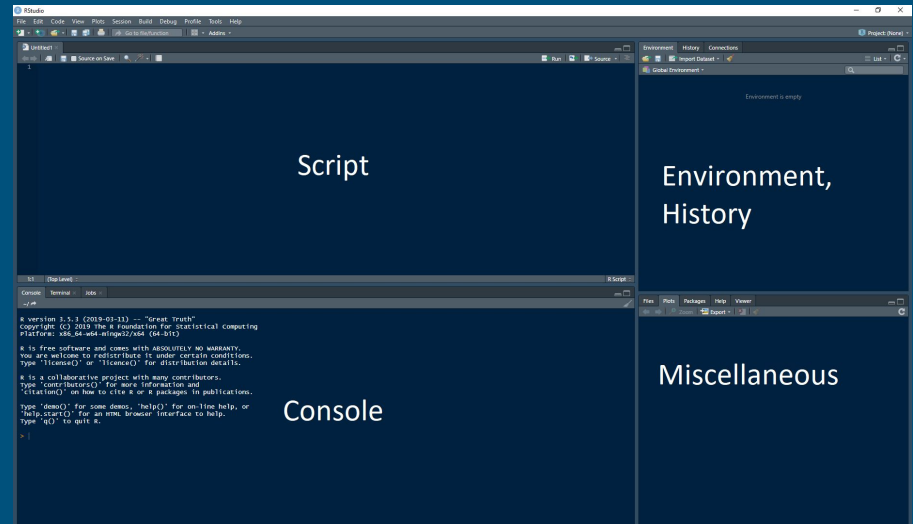 RStudio
File Edit Code View Plots Session Build Debug Profile Tools Help
Go to file/function Addins Project: (None)
Untitled1
Source on Save Run Source
1
Script
1:1 (Top Level) R Script
Console Terminal Jobs
~/
R version 3.5.3 (2019-03-11) -- "Great Truth"
Copyright (C) 2019 The R Foundation for Statistical Computing
Platform: x86_64-w64-mingw32/x64 (64-bit)
R is free software and comes with ABSOLUTELY NO WARRANTY.
You are welcome to redistribute it under certain conditions.
Type 'license()' or 'licence()' for distribution details.
R is a collaborative project with many contributors.
Type 'contributors()' for more information and
'citation()' on how to cite R or R packages in publications.
Type 'demo()' for some demos, 'help()' for on-line help, or
'help.start()' for an HTML browser interface to help.
Type 'q()' to quit R.
>
Console
Environment History Connections
Import Dataset List
Global Environment
Environment is empty
Environment,
History
Files Plots Packages Help Viewer
Zoom Export
Miscellaneous